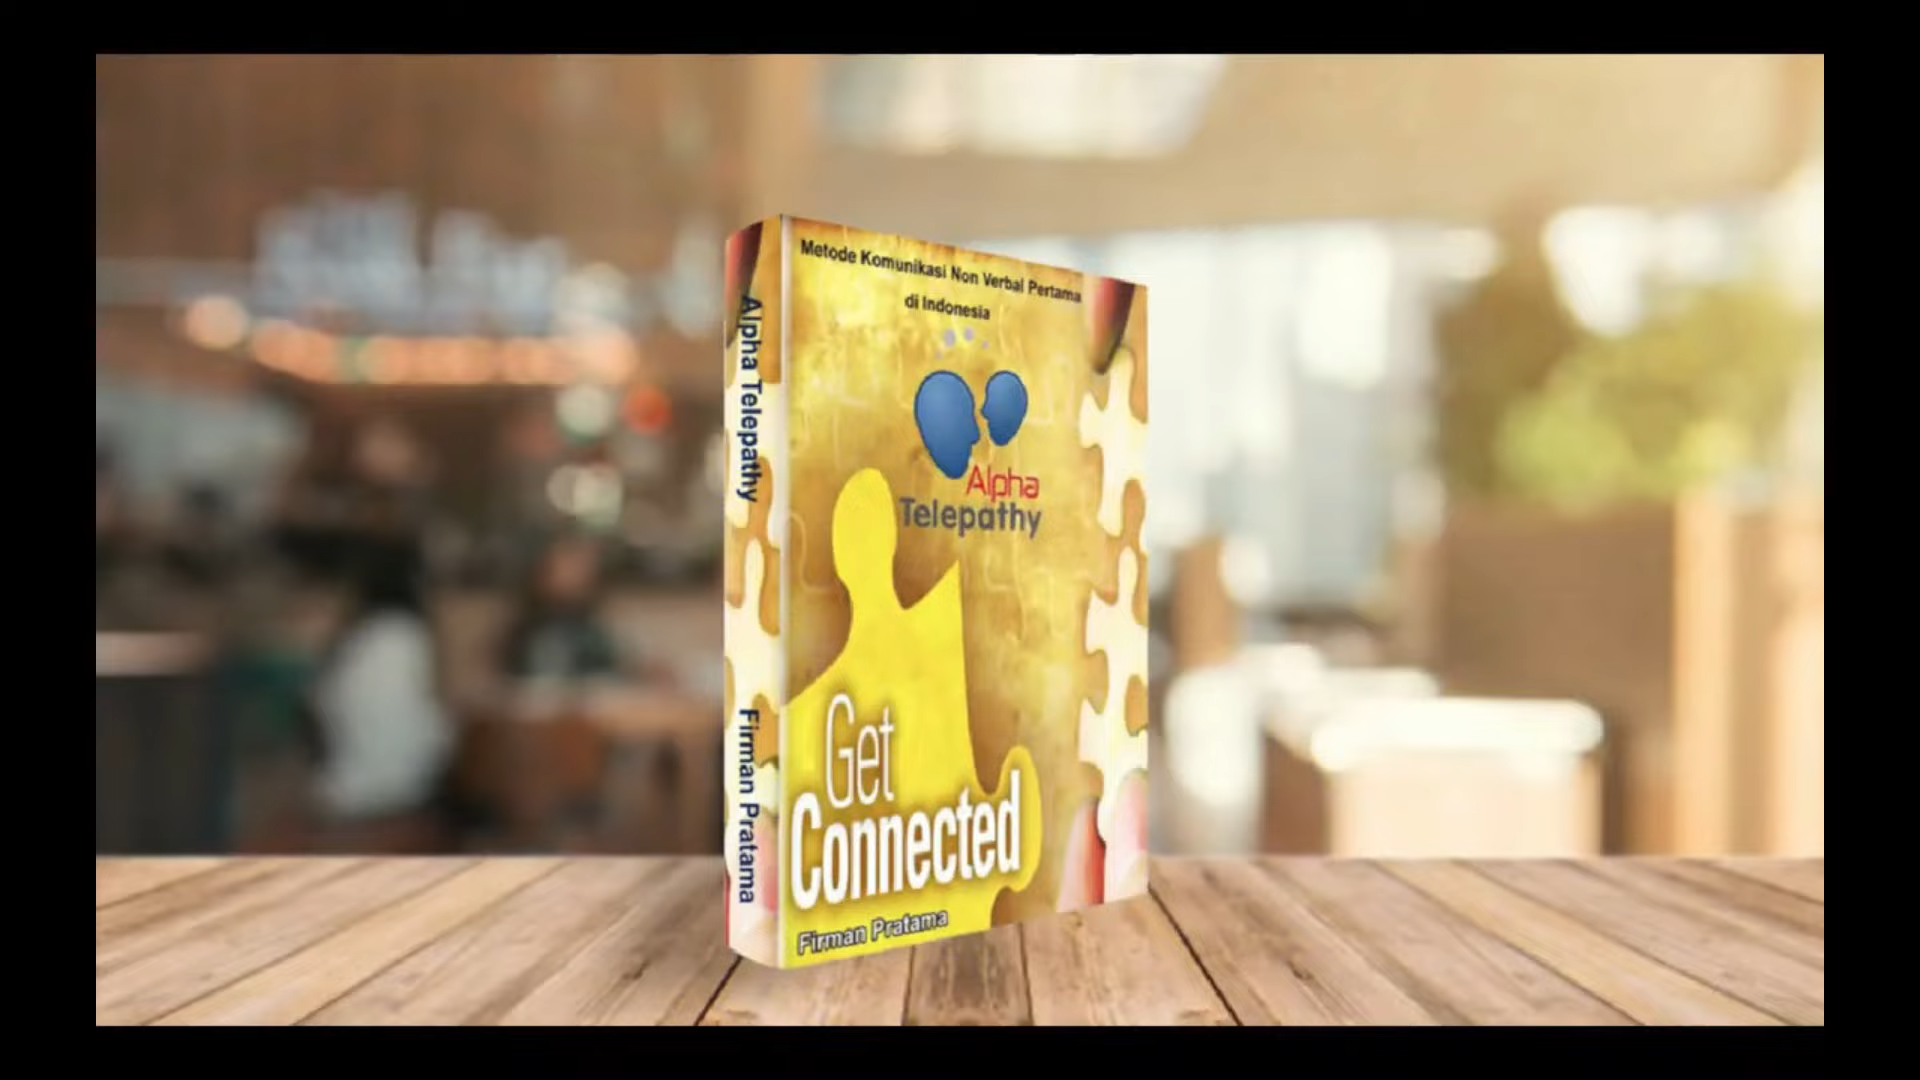 Metode Komunikasi Non Verbal Pertama
di Indonesia
Alpha
Telepathy
Get
Connected
Firman Pratama
Alpha Telepathy
Firman Pratama